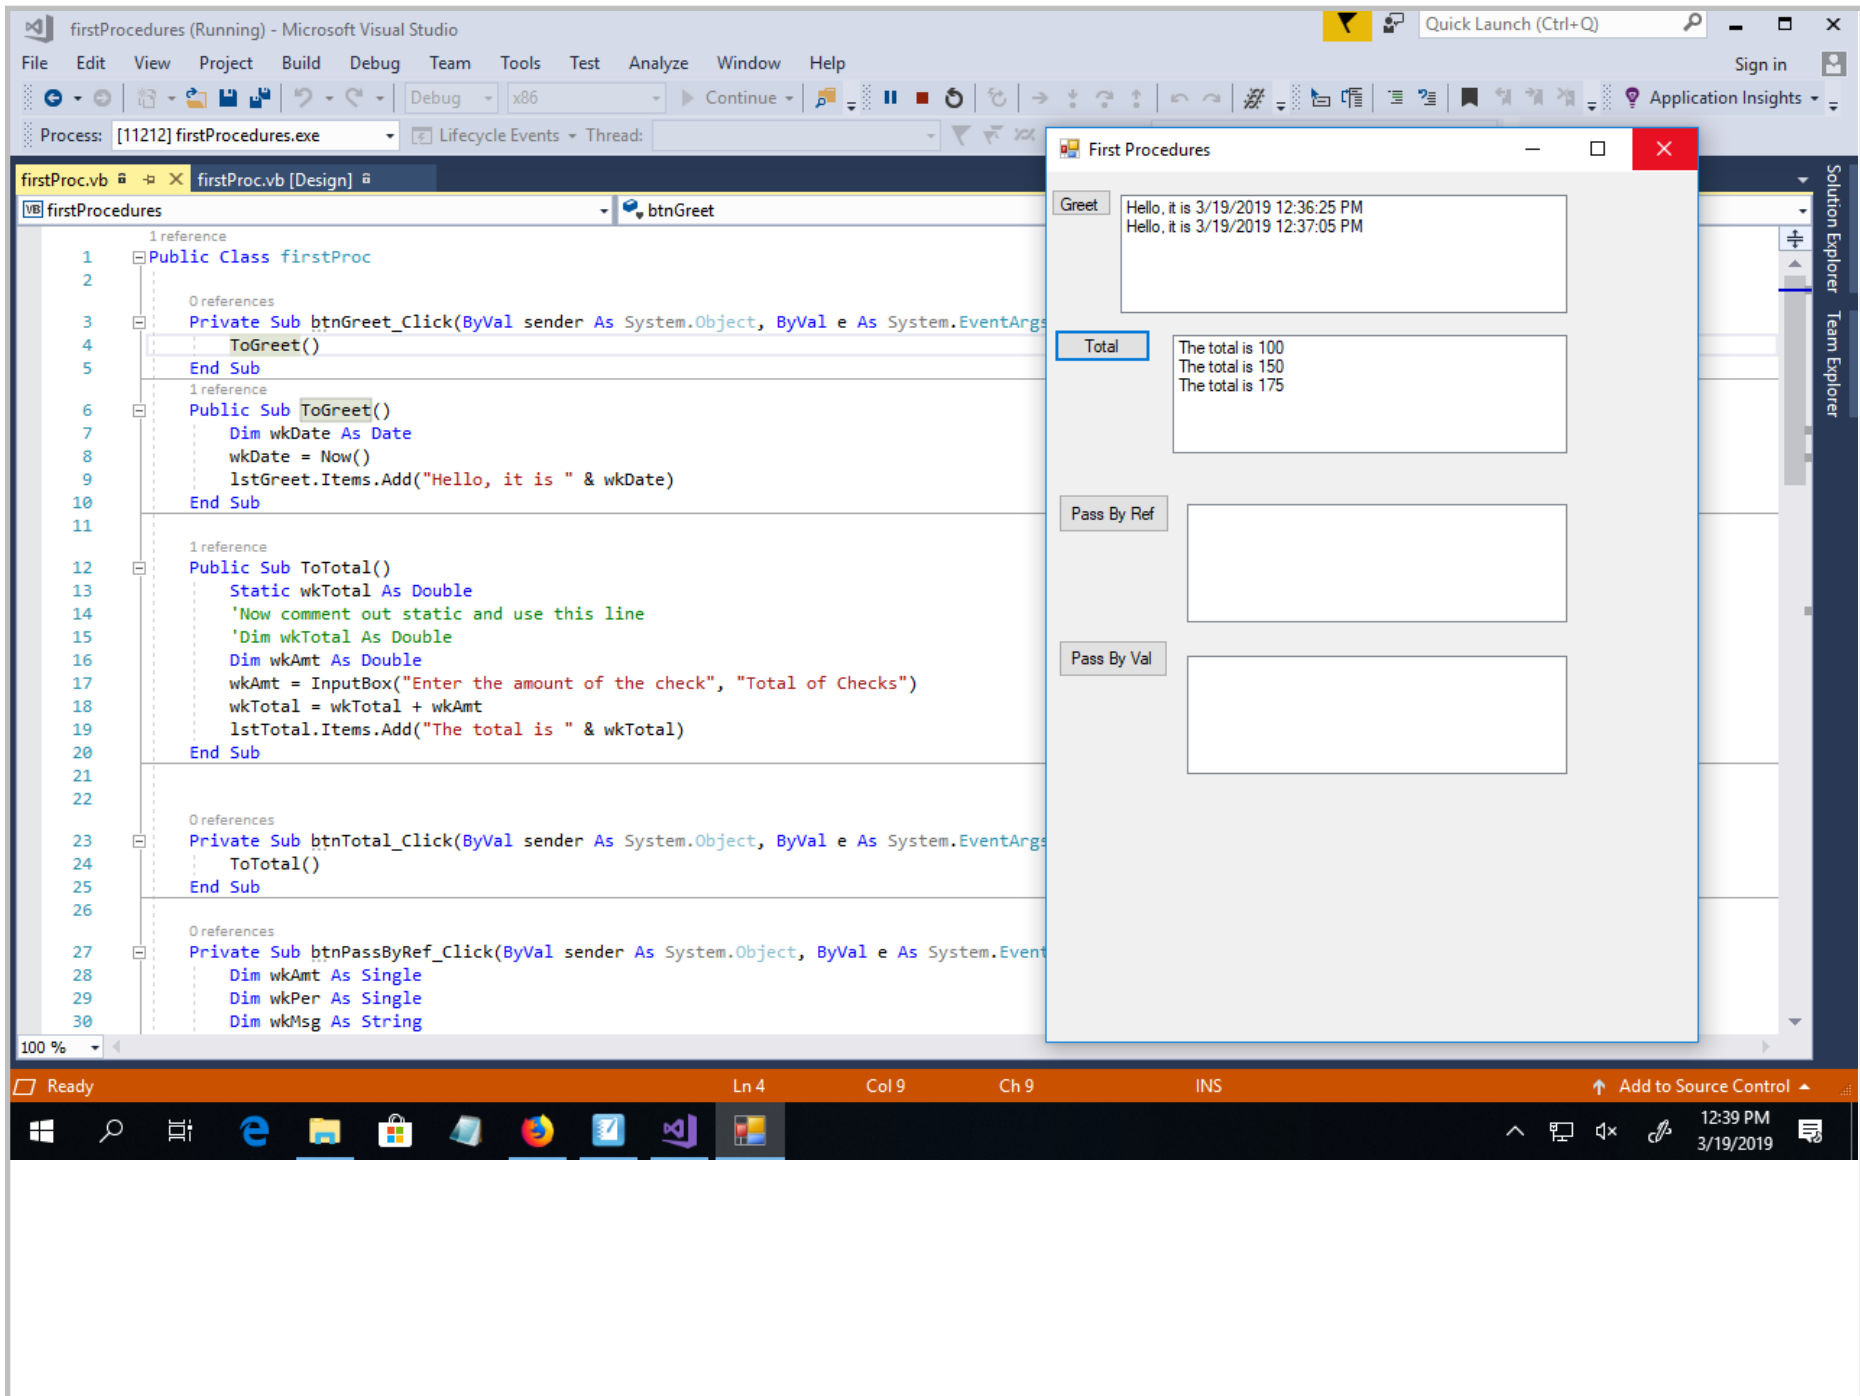 firstProcedures (Running) - Microsoft Visual Studio
Quick Launch (Ctrl+Q)
File Edit View Project Build Debug Team Tools Test Analyze Window Help
Sign in
Debug x86 Continue Application Insights
Process: [11212] firstProcedures.exe Lifecycle Events Thread:
firstProc.vb firstProc.vb [Design]
VB firstProcedures btnGreet
1 reference
1 Public Class firstProc
2
0 references
3 Private Sub btnGreet_Click(ByVal sender As System.Object, ByVal e As System.EventArgs
4 ToGreet()
5 End Sub
1 reference
6 Public Sub ToGreet()
7 Dim wkDate As Date
8 wkDate = Now()
9 lstGreet.Items.Add("Hello, it is " & wkDate)
10 End Sub
11
1 reference
12 Public Sub ToTotal()
13 Static wkTotal As Double
14 'Now comment out static and use this line
15 'Dim wkTotal As Double
16 Dim wkAmt As Double
17 wkAmt = InputBox("Enter the amount of the check", "Total of Checks")
18 wkTotal = wkTotal + wkAmt
19 lstTotal.Items.Add("The total is " & wkTotal)
20 End Sub
21
22
0 references
23 Private Sub btnTotal_Click(ByVal sender As System.Object, ByVal e As System.EventArgs
24 ToTotal()
25 End Sub
26
0 references
27 Private Sub btnPassByRef_Click(ByVal sender As System.Object, ByVal e As System.Event
28 Dim wkAmt As Single
29 Dim wkPer As Single
30 Dim wkMsg As String
100 %
First Procedures
Greet
Hello, it is 3/19/2019 12:36:25 PM
Hello, it is 3/19/2019 12:37:05 PM
Total
The total is 100
The total is 150
The total is 175
Pass By Ref
Pass By Val
Solution Explorer
Team Explorer
Ready Ln 4 Col 9 Ch 9 INS Add to Source Control
12:39 PM
3/19/2019